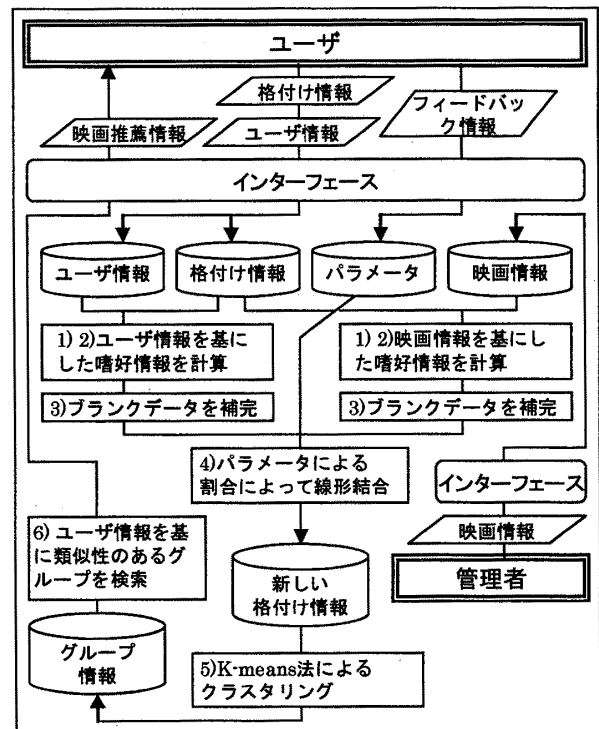 ユーザ
格付け情報
フィードバッ
ク情報
映画推薦情報
ユーザ情報
インターフェース
ユーザ情報
格付け情報
パラメータ
映画情報
1) 2)ユーザ情報を基に
した嗜好情報を計算
1) 2)映画情報を基にし
た嗜好情報を計算
3)ブランクデータを補完
3)ブランクデータを補完
4)パラメータによる
割合によって線形結合
インターフェース
映画情報
管理者
6) ユーザ情報を基
に類似性のあるグ
ループを検索
新しい
格付け情報
グループ
情報
5)K-means法による
クラスタリング